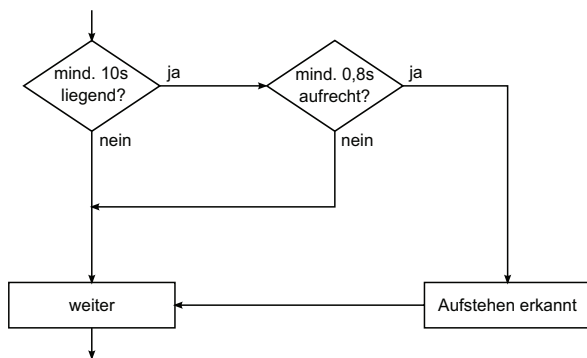 mind. 10s
liegend?
ja
mind. 0,8s
aufrecht?
ja
nein
nein
weiter
Aufstehen erkannt